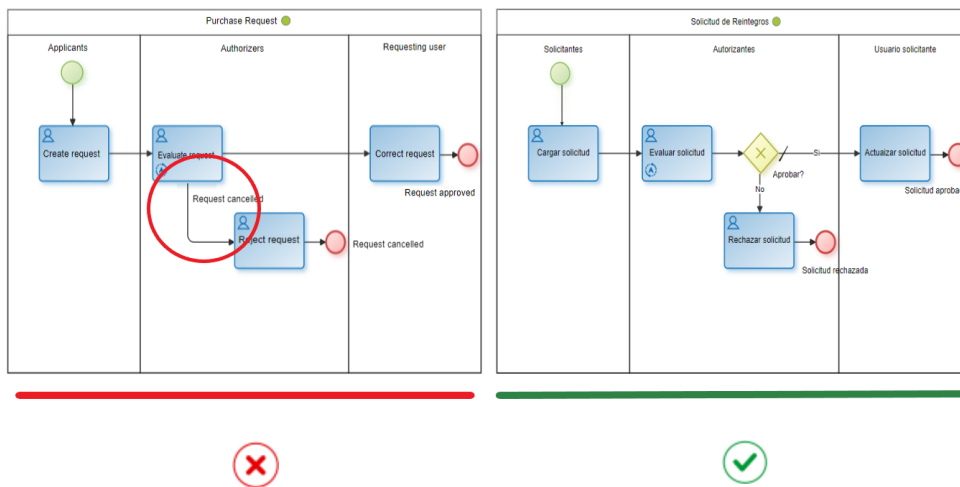 Purchase Request
Applicants
Authorizers
Requesting user
Create request
Evaluate request
Correct request
Request approved
Request cancelled
Reject request
Request cancelled
Solicitud de Reintegros
Solicitantes
Autorizantes
Usuario solicitante
Cargar solicitud
Evaluar solicitud
Si
Actuaizar solicitud
Aprobar?
No
Solicitud aproba
Rechazar solicitud
Solicitud rechazada